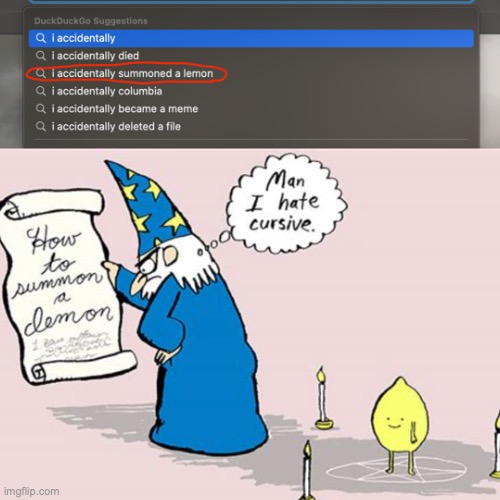 DuckDuckGo Suggestions
i accidentally
i accidentally died
i accidentally summoned a lemon
i accidentally columbia
i accidentally became a meme
i accidentally deleted a file
Man
I hate
cursive.
How
to
summon
a
demon
imgflip.com